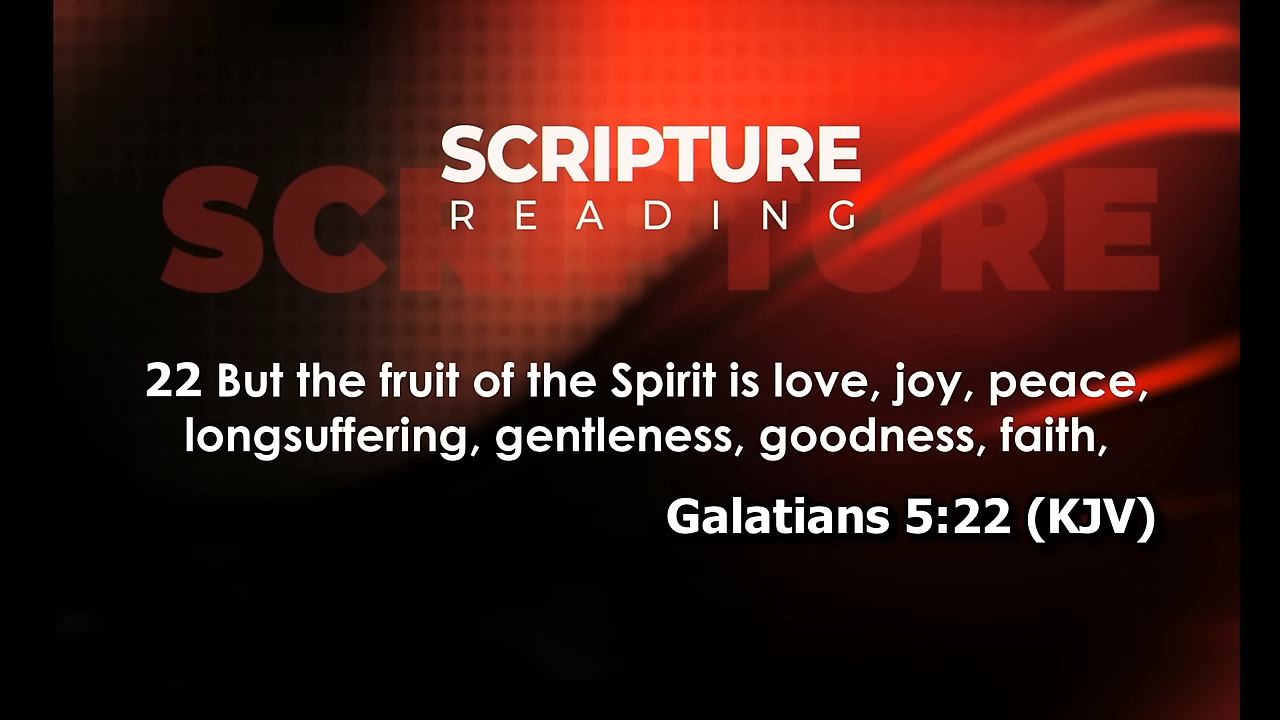 SCRIPTURE
SCRIPTURE
READING
22 But the fruit of the Spirit is love, joy, peace,
longsuffering, gentleness, goodness, faith,
Galatians 5:22 (KJV)